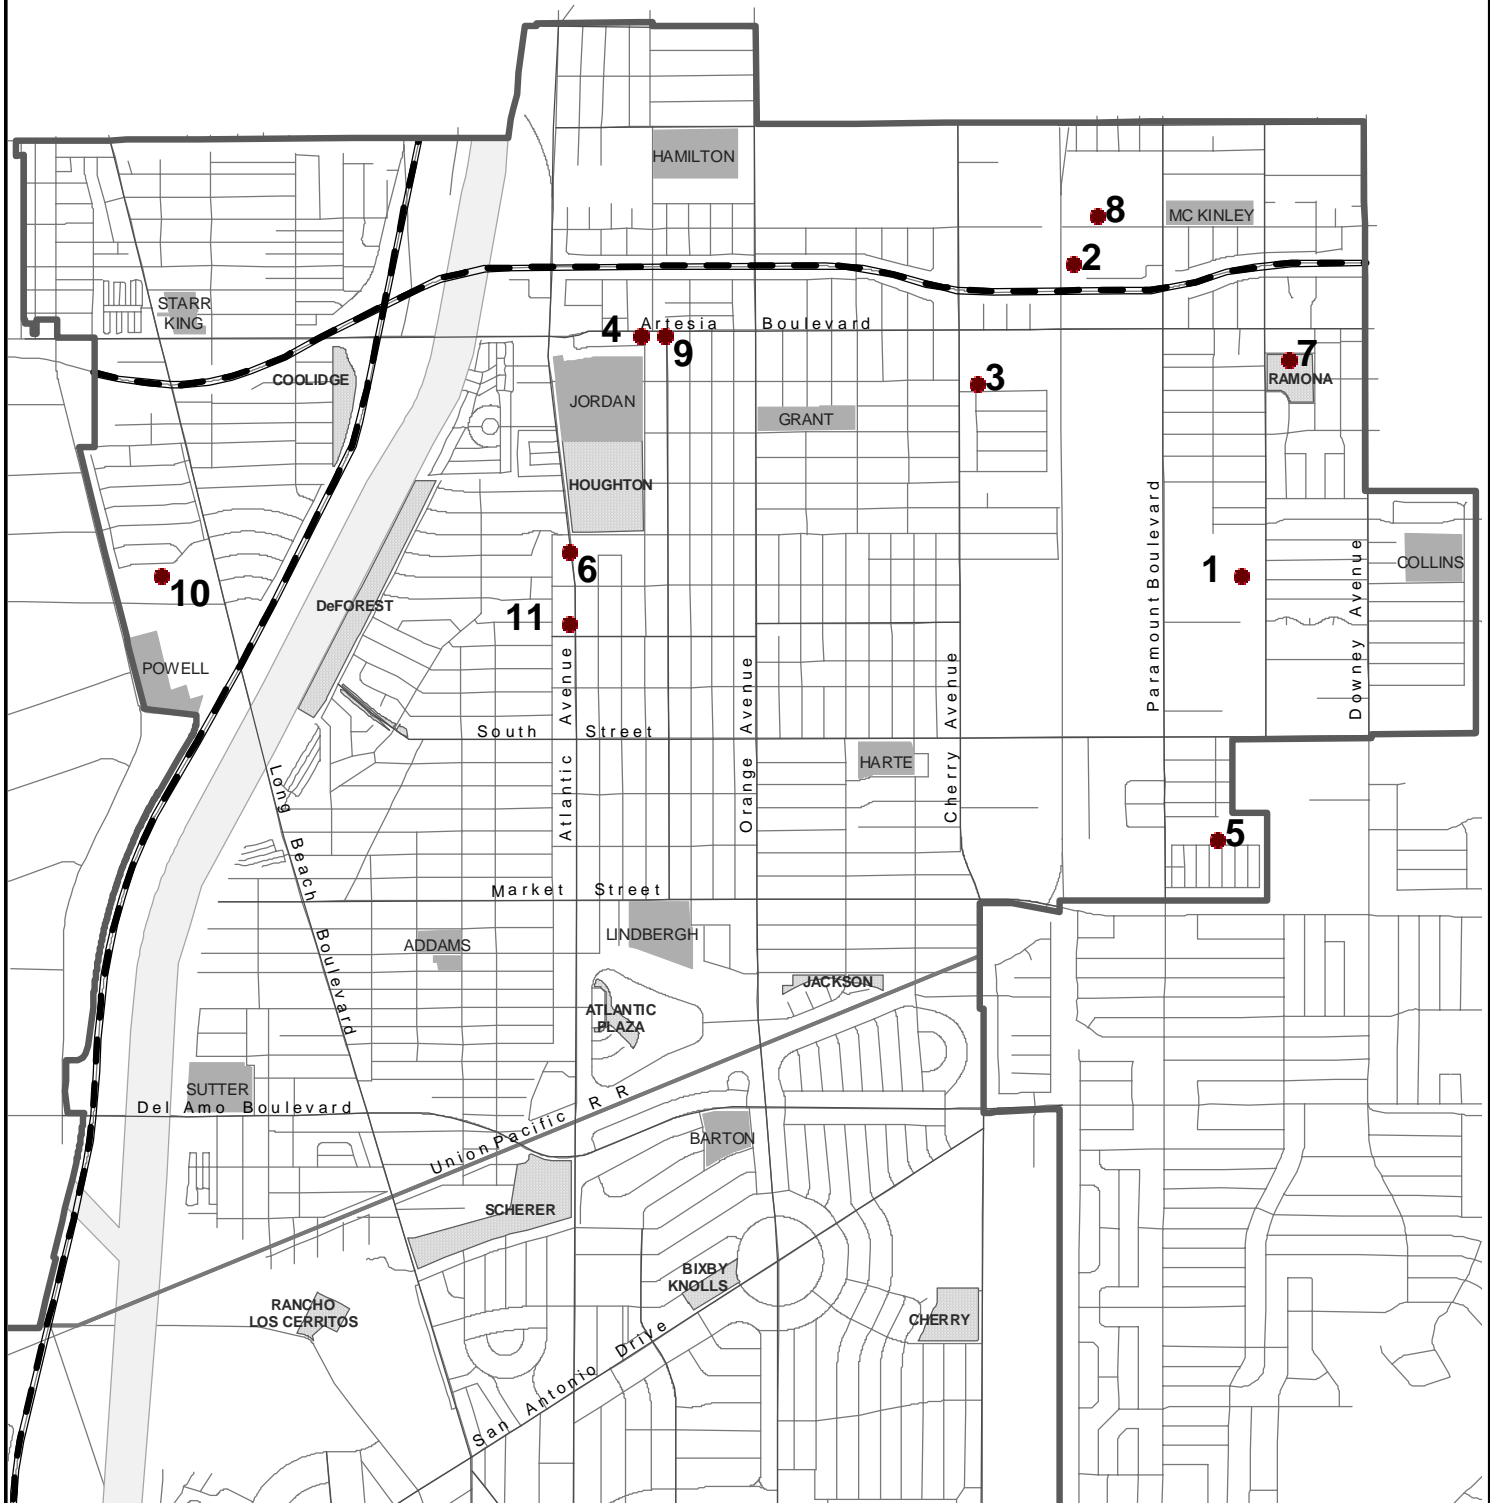 HAMILTON
8
MC KINLEY
2
STARR
KING
4
Artesia Boulevard
9
COOLIDGE
3
7
RAMONA
JORDAN
GRANT
HOUGHTON
Paramount Boulevard
6
1
COLLINS
10
DeFOREST
11
Downey Avenue
POWELL
Atlantic Avenue
Orange Avenue
Cherry Avenue
South Street
HARTE
Long Beach Boulevard
5
Market Street
ADDAMS
LINDBERGH
JACKSON
ATLANTIC
PLAZA
SUTTER
Del Amo Boulevard
Union Pacific R R
BARTON
SCHERER
BIXBY
KNOLLS
RANCHO
LOS CERRITOS
CHERRY
San Antonio Drive